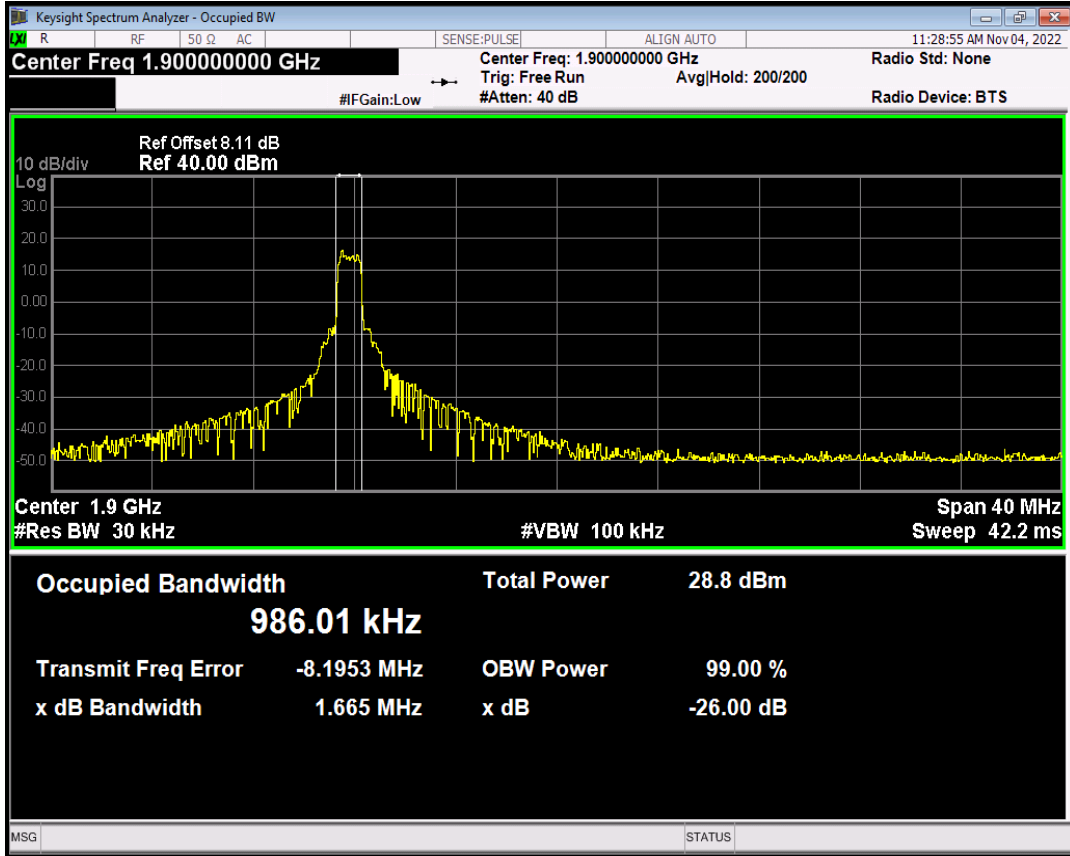 Keysight Spectrum Analyzer - Occupied BW
LXI R RF 50 Ω AC SENSE:PULSE ALIGN AUTO 11:28:55 AM Nov 04, 2022
Center Freq 1.900000000 GHz Center Freq: 1.900000000 GHz Radio Std: None
Trig: Free Run Avg|Hold: 200/200
#IFGain:Low #Atten: 40 dB Radio Device: BTS
Ref Offset 8.11 dB
10 dB/div Ref 40.00 dBm
Log
30.0
20.0
10.0
0.00
-10.0
-20.0
-30.0
-40.0
-50.0
Center 1.9 GHz Span 40 MHz
#Res BW 30 kHz #VBW 100 kHz Sweep 42.2 ms
Occupied Bandwidth Total Power 28.8 dBm
986.01 kHz
Transmit Freq Error -8.1953 MHz OBW Power 99.00 %
x dB Bandwidth 1.665 MHz x dB -26.00 dB
MSG STATUS